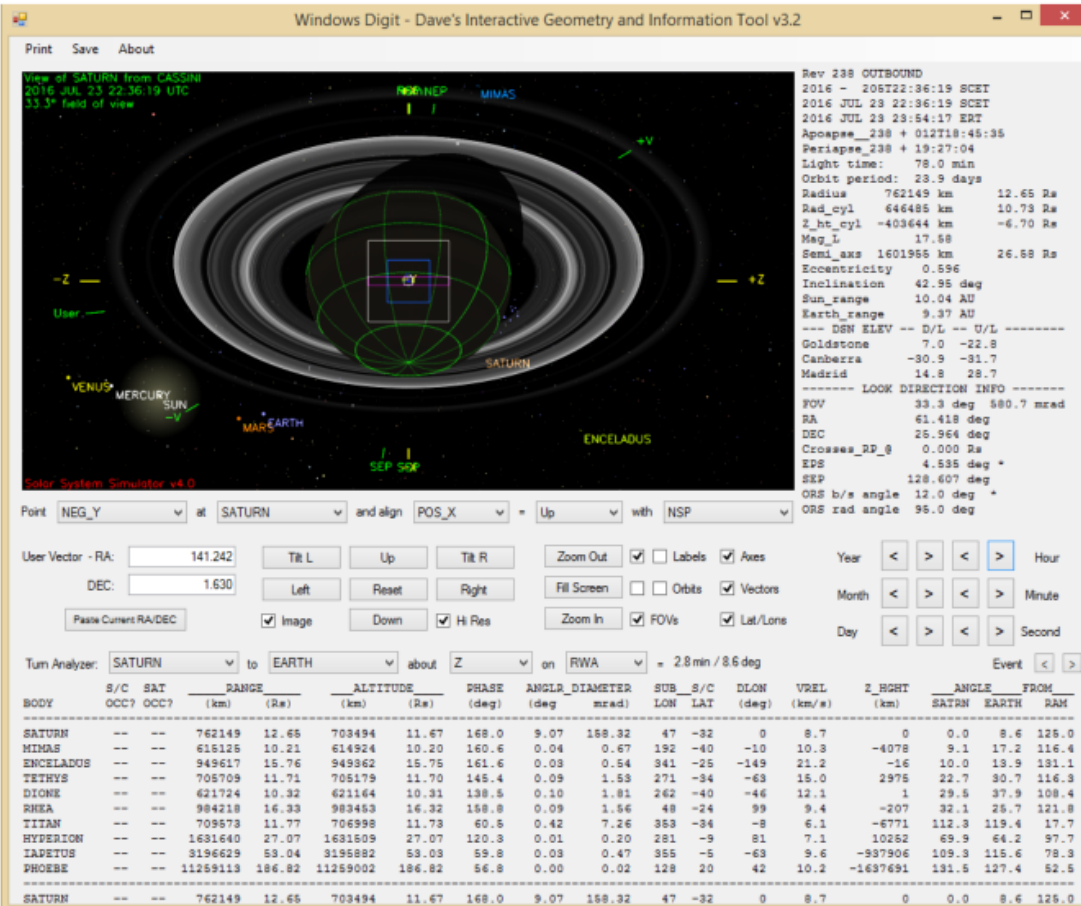 Windows Digit - Dave's Interactive Geometry and Information Tool v3.2
Print Save About
View of SATURN from CASSINI
2016 JUL 23 22:36:19 UTC
33.3° field of view
NEP
MIMAS
+V
-Z
+Z
+Y
User
SATURN
VENUS
MERCURY
SUN
-V
MARS
EARTH
ENCELADUS
SEP
Solar System Simulator v4.0
Rev 238 OUTBOUND
2016 - 205T22:36:19 SCET
2016 JUL 23 22:36:19 SCET
2016 JUL 23 23:54:17 ERT
Apoapse__238 + 012T18:45:35
Periapse_238 + 19:27:04
Light time: 78.0 min
Orbit period: 23.9 days
Radius 762149 km 12.65 Rs
Rad_cyl 646485 km 10.73 Rs
Z_ht_cyl -403644 km -6.70 Rs
Mag_L 17.58
Semi_axs 1601955 km 26.58 Rs
Eccentricity 0.596
Inclination 42.95 deg
Sun_range 10.04 AU
Earth_range 9.37 AU
--- DSN ELEV -- D/L -- U/L --------
Goldstone 7.0 -22.8
Canberra -30.9 -31.7
Madrid 14.8 28.7
------- LOOK DIRECTION INFO -------
FOV 33.3 deg 580.7 mrad
RA 61.418 deg
DEC 25.964 deg
Crosses_RP_@ 0.000 Rs
EPS 4.535 deg *
SEP 128.607 deg
ORS b/s angle 12.0 deg *
ORS rad angle 95.0 deg
Point NEG_Y at SATURN and align POS_X = Up with NSP
User Vector - RA: 141.242 Tilt L Up Tilt R Zoom Out Labels Axes Year < > < > Hour
DEC: 1.630 Left Reset Right Fill Screen Orbits Vectors Month < > < > Minute
Paste Current RA/DEC Image Down Hi Res Zoom In FOVs Lat/Lons Day < > < > Second
Turn Analyzer: SATURN to EARTH about Z on RWA = 2.8 min / 8.6 deg Event < >
S/C SAT RANGE ALTITUDE PHASE ANGLR_DIAMETER SUB__S/C DLON VREL Z_HGHT ANGLE FROM
BODY OCC? OCC? (km) (Rs) (km) (Rs) (deg) (deg mrad) LON LAT (deg) (km/s) (km) SATRN EARTH RAM
SATURN -- -- 762149 12.65 703494 11.67 168.0 9.07 158.32 47 -32 0 8.7 0 0.0 8.6 125.0
MIMAS -- -- 615125 10.21 614924 10.20 160.6 0.04 0.67 192 -40 -10 10.3 -4078 9.1 17.2 116.4
ENCELADUS -- -- 949617 15.76 949362 15.75 161.6 0.03 0.54 341 -25 -149 21.2 -16 10.0 13.9 131.1
TETHYS -- -- 705709 11.71 705179 11.70 145.4 0.09 1.53 271 -34 -63 15.0 2975 22.7 30.7 116.3
DIONE -- -- 621724 10.32 621164 10.31 138.5 0.10 1.81 262 -40 -46 12.1 1 29.5 37.9 108.4
RHEA -- -- 984218 16.33 983453 16.32 158.8 0.09 1.56 48 -24 99 9.4 -207 32.1 25.7 121.8
TITAN -- -- 709573 11.77 706998 11.73 60.5 0.42 7.26 353 -34 -8 6.1 -6771 112.3 119.4 17.7
HYPERION -- -- 1631640 27.07 1631509 27.07 120.3 0.01 0.20 281 -9 81 7.1 10252 69.9 64.2 97.7
IAPETUS -- -- 3196629 53.04 3195882 53.03 59.8 0.03 0.47 355 -5 -63 9.6 -937906 109.3 115.6 78.3
PHOEBE -- -- 11259113 186.82 11259002 186.82 56.8 0.00 0.02 128 20 42 10.2 -1637691 131.5 127.4 52.5
SATURN -- -- 762149 12.65 703494 11.67 168.0 9.07 158.32 47 -32 0 8.7 0 0.0 8.6 125.0